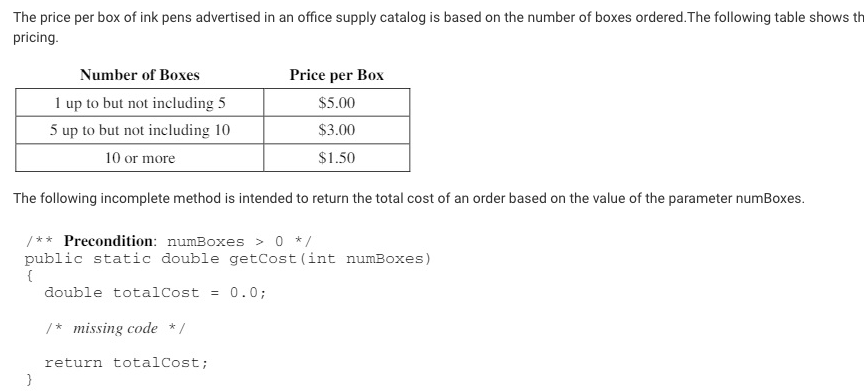 The price per box of ink pens advertised in an office supply catalog is based on the number of boxes ordered.The following table shows
pricing.
Number of Boxes Price per Box
1 up to but not including 5 $5.00
5 up to but not including 10 $3.00
10 or more $1.50
The following incomplete method is intended to return the total cost of an order based on the value of the parameter numBoxes.
/** Precondition: numBoxes > 0 */
public static double getCost(int numBoxes)
{
double totalCost = 0.0;
/* missing code */
return totalCost;
}